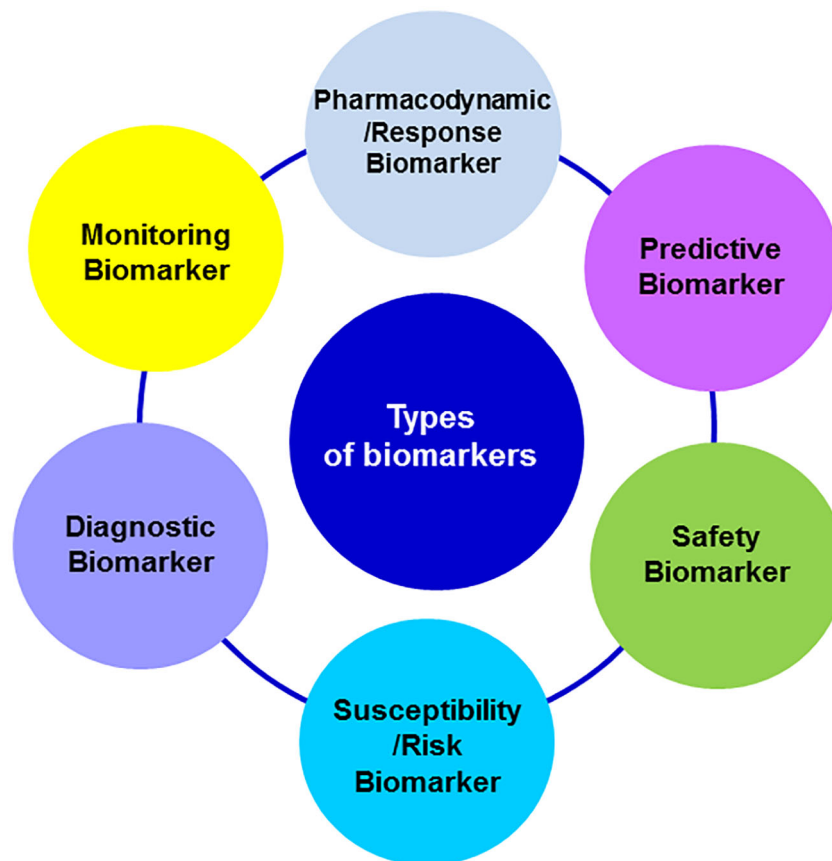 Pharmacodynamic
/Response
Biomarker
Monitoring
Biomarker
Predictive
Biomarker
Types
of biomarkers
Diagnostic
Biomarker
Safety
Biomarker
Susceptibility
/Risk
Biomarker